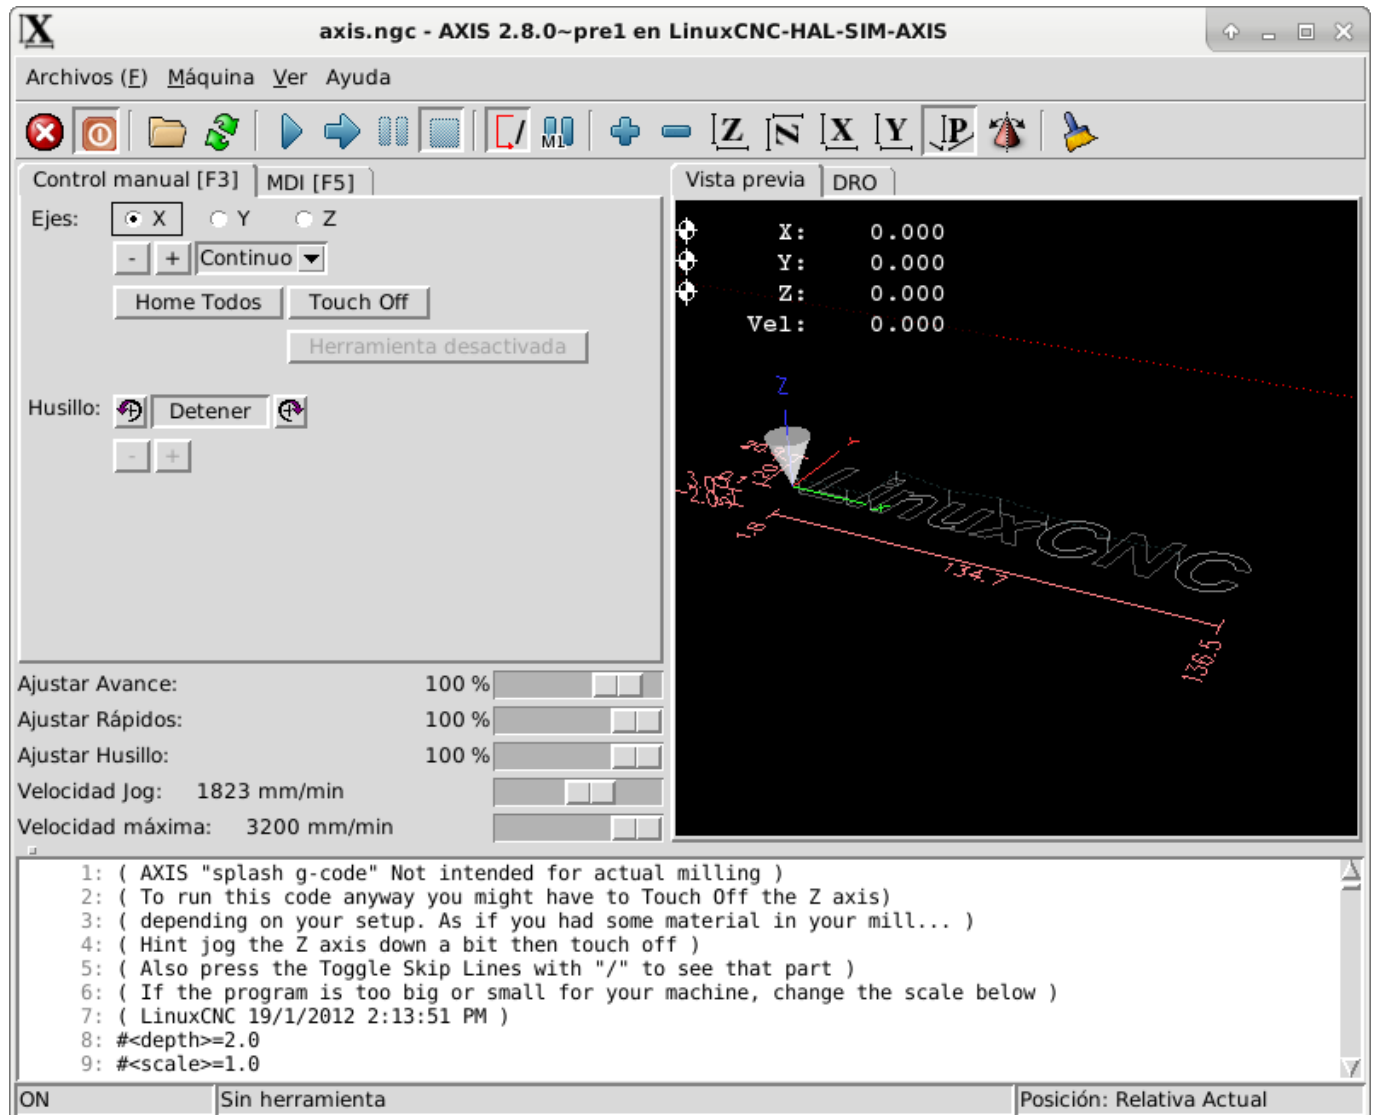 axis.ngc - AXIS 2.8.0~pre1 en LinuxCNC-HAL-SIM-AXIS
Archivos (F) Máquina Ver Ayuda
M1 Z N X Y P
Control manual [F3] MDI [F5]
Ejes: X Y Z
- + Continuo
Home Todos Touch Off
Herramienta desactivada
Husillo: Detener
- +
Vista previa DRO
X: 0.000
Y: 0.000
Z: 0.000
Vel: 0.000
Z
Y
X
LinuxCNC
1.8
134.7
136.5
Ajustar Avance: 100 %
Ajustar Rápidos: 100 %
Ajustar Husillo: 100 %
Velocidad Jog: 1823 mm/min
Velocidad máxima: 3200 mm/min
1: ( AXIS "splash g-code" Not intended for actual milling )
2: ( To run this code anyway you might have to Touch Off the Z axis)
3: ( depending on your setup. As if you had some material in your mill... )
4: ( Hint jog the Z axis down a bit then touch off )
5: ( Also press the Toggle Skip Lines with "/" to see that part )
6: ( If the program is too big or small for your machine, change the scale below )
7: ( LinuxCNC 19/1/2012 2:13:51 PM )
8: #<depth>=2.0
9: #<scale>=1.0
ON Sin herramienta Posición: Relativa Actual